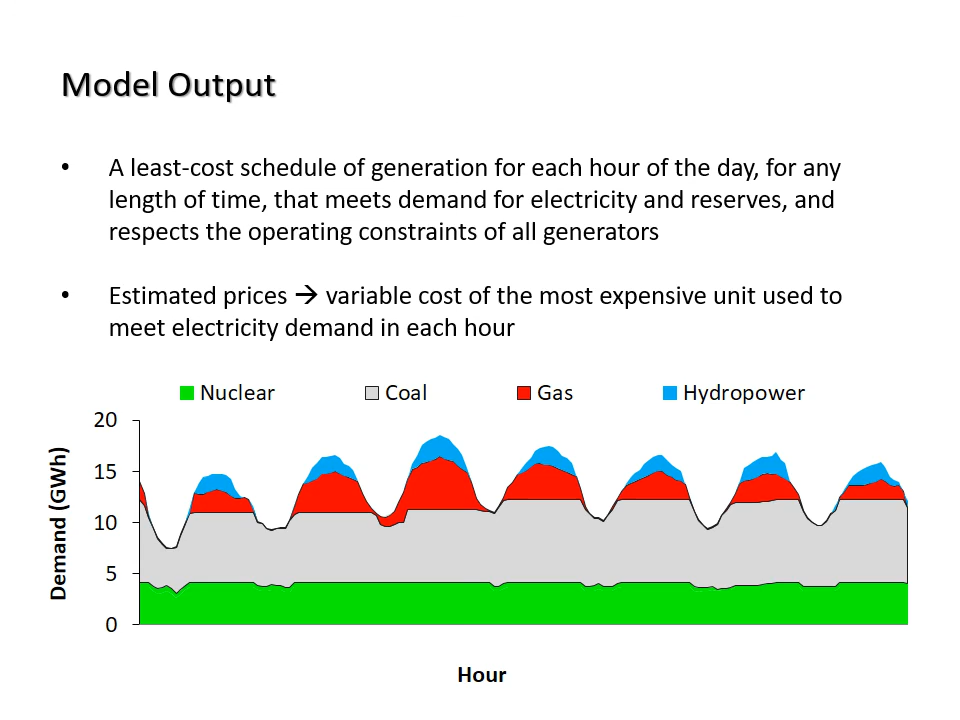 Model Output
• A least-cost schedule of generation for each hour of the day, for any
length of time, that meets demand for electricity and reserves, and
respects the operating constraints of all generators
• Estimated prices → variable cost of the most expensive unit used to
meet electricity demand in each hour
Nuclear Coal Gas Hydropower
20
15
10
5
0
Demand (GWh)
Hour